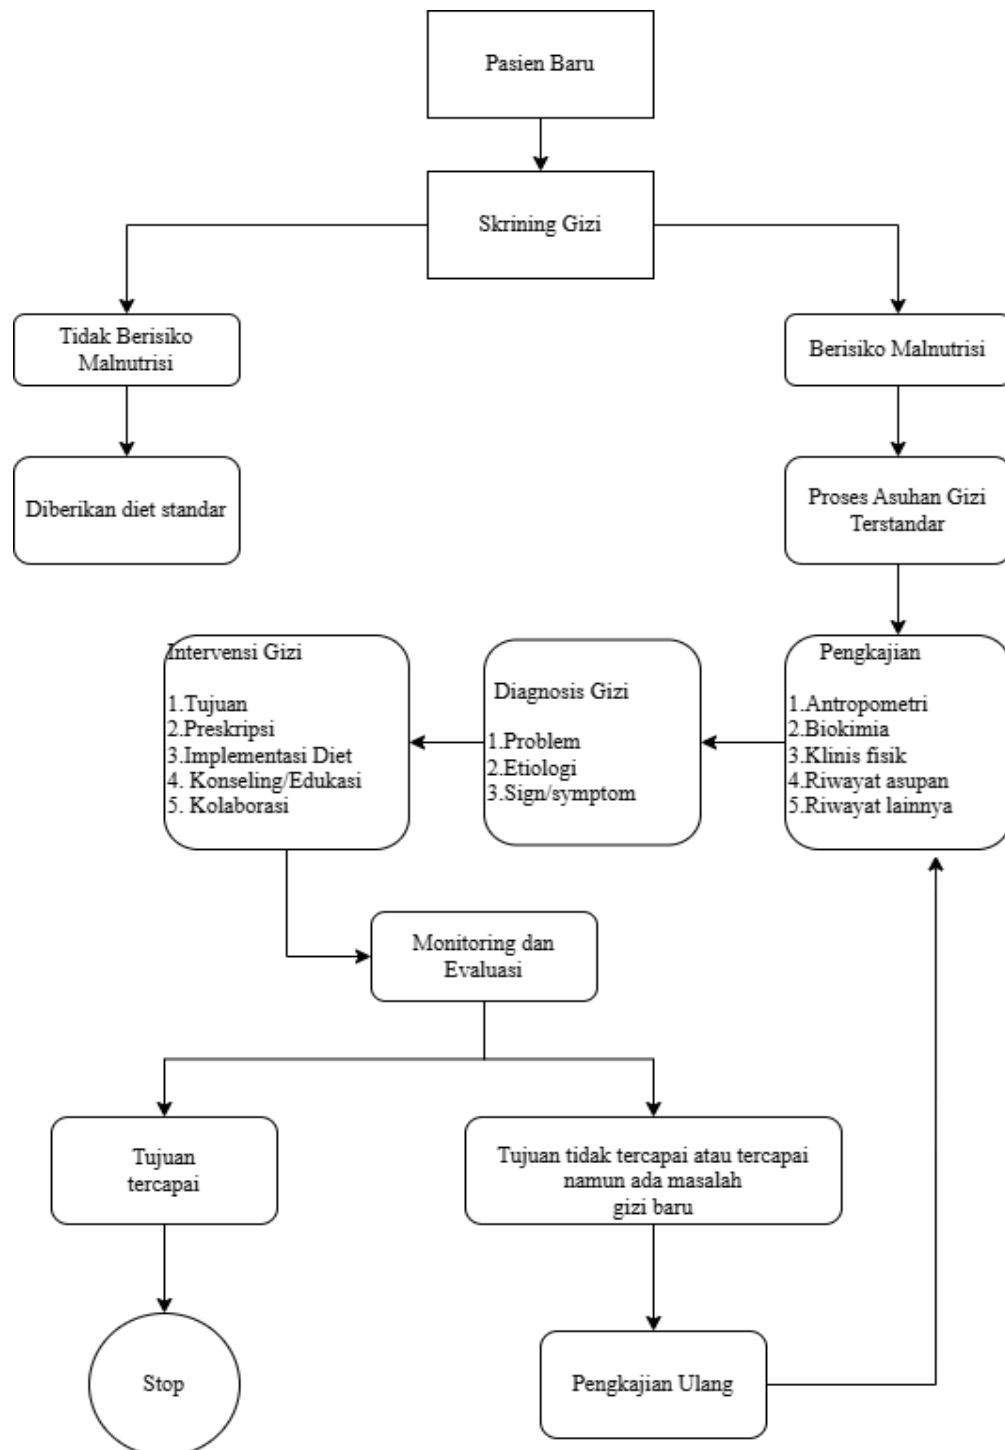 Pasien Baru
Skrining Gizi
Tidak Berisiko
Malnutrisi
Berisiko Malnutrisi
Diberikan diet standar
Proses Asuhan Gizi
Terstandar
Intervensi Gizi
1.Tujuan
2.Preskripsi
3.Implementasi Diet
4. Konseling/Edukasi
5. Kolaborasi
Diagnosis Gizi
1.Problem
2.Etiologi
3.Sign/symptom
Pengkajian
1.Antropometri
2.Biokimia
3.Klinis fisik
4.Riwayat asupan
5.Riwayat lainnya
Monitoring dan
Evaluasi
Tujuan
tercapai
Tujuan tidak tercapai atau tercapai
namun ada masalah
gizi baru
Stop
Pengkajian Ulang